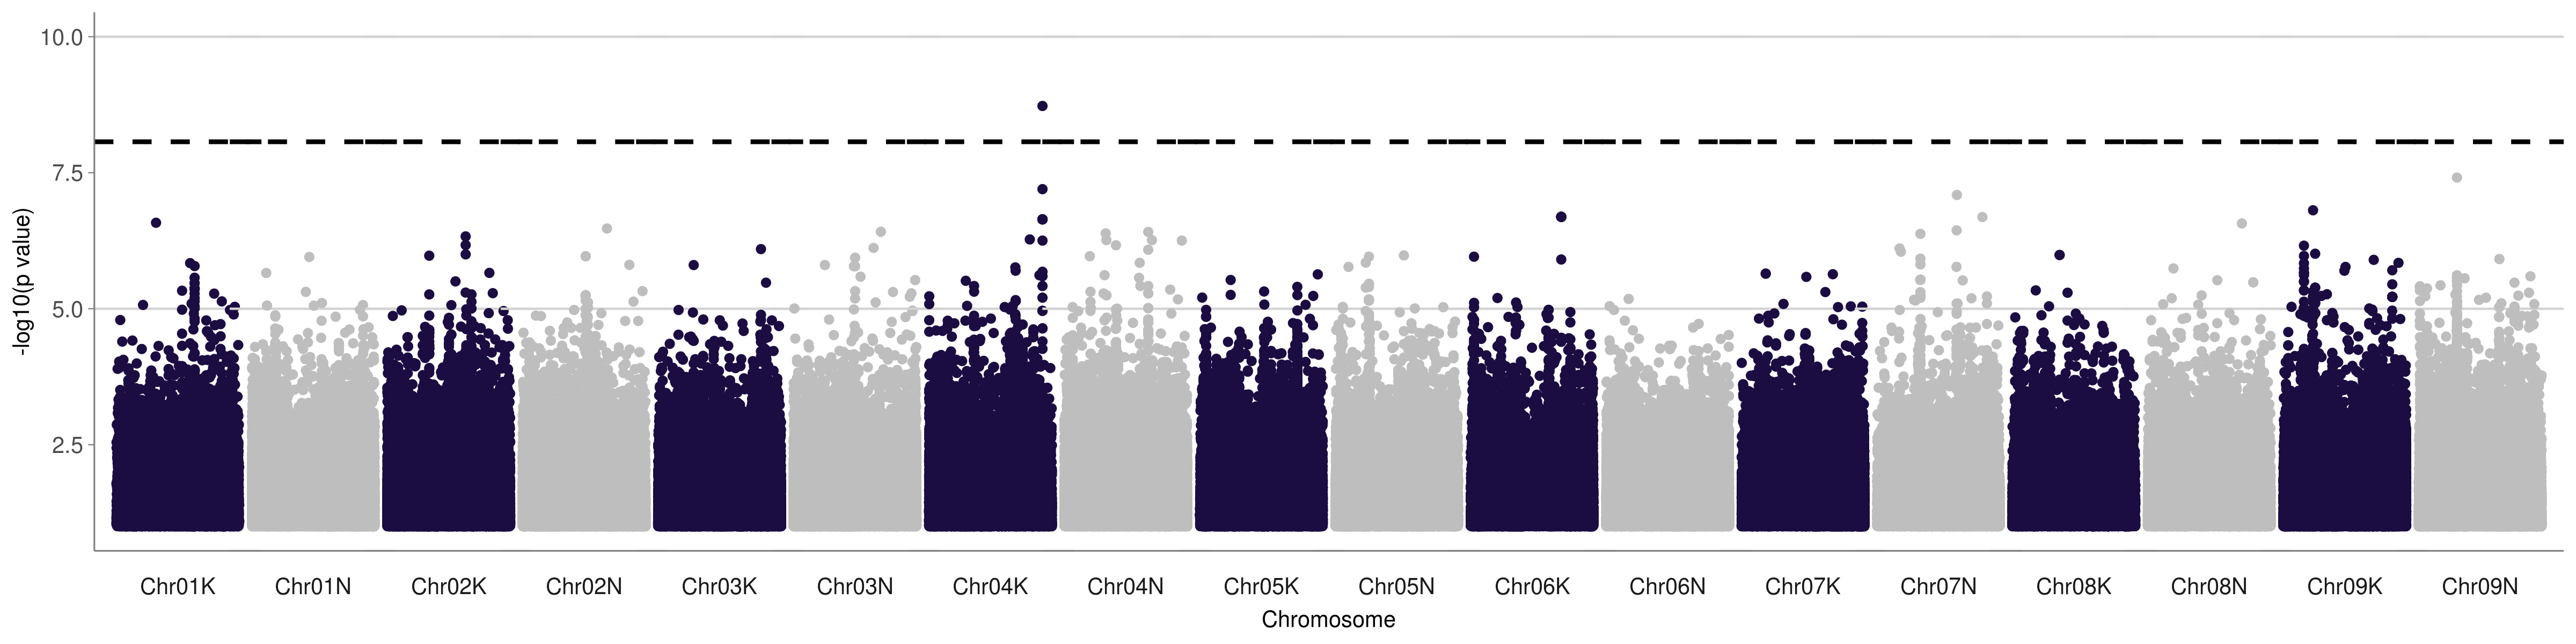 -log10(p value)
10.0
7.5
5.0
2.5
Chr01K Chr01N Chr02K Chr02N Chr03K Chr03N Chr04K Chr04N Chr05K Chr05N Chr06K Chr06N Chr07K Chr07N Chr08K Chr08N Chr09K Chr09N
Chromosome